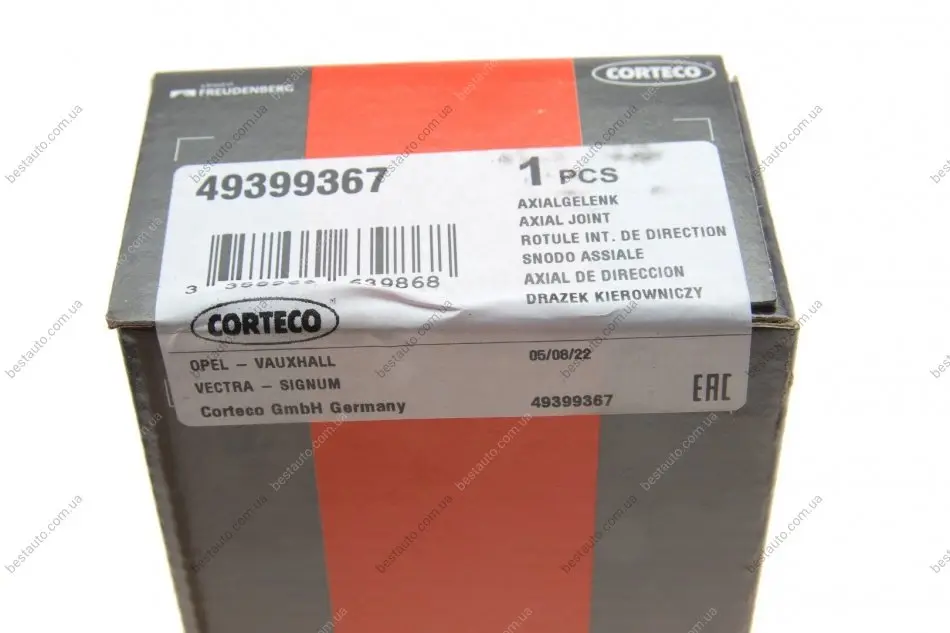 FREUDENBERG
CORTECO
49399367
1 PCS
AXIALGELENK
AXIAL JOINT
ROTULE INT. DE DIRECTION
SNODO ASSIALE
AXIAL DE DIRECCION
DRAZEK KIEROWNICZY
3 639868
CORTECO
OPEL - VAUXHALL
05/08/22
VECTRA - SIGNUM
EAC
Corteco GmbH Germany
49399367
bestauto.com.ua